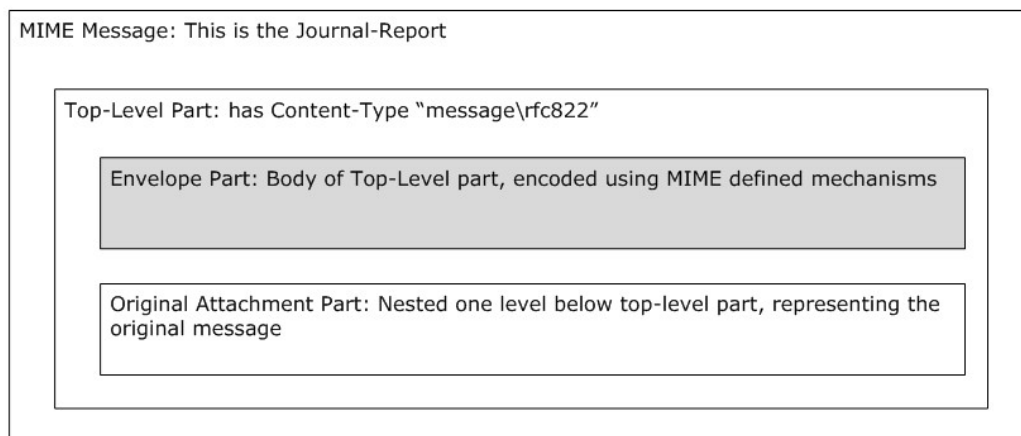 MIME Message: This is the Journal-Report
Top-Level Part: has Content-Type “message\rfc822”
Envelope Part: Body of Top-Level part, encoded using MIME defined mechanisms
Original Attachment Part: Nested one level below top-level part, representing the
original message